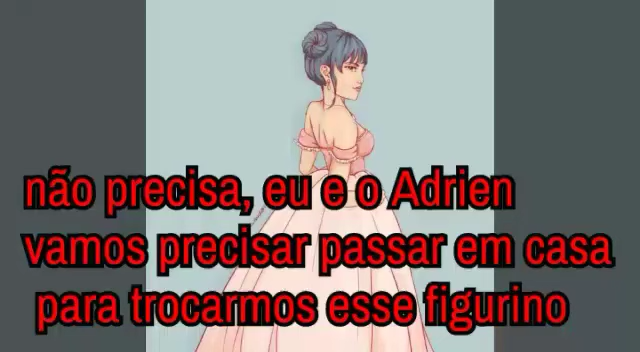 não precisa, eu e o Adrien
vamos precisar passar em casa
para trocarmos esse figurino